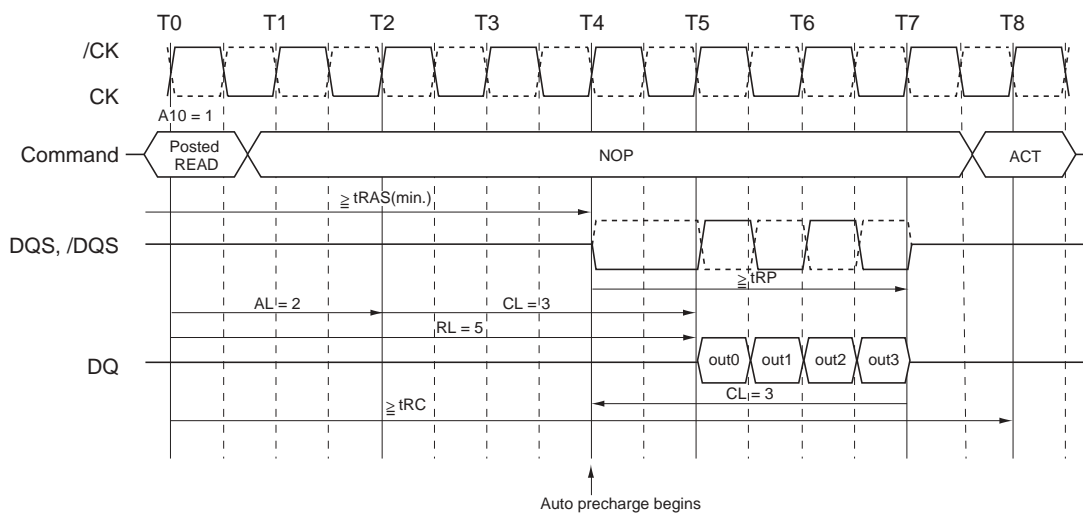 T0 T1 T2 T3 T4 T5 T6 T7 T8
/CK
CK
A10 = 1
Command
Posted
READ
NOP
ACT
≧ tRAS(min.)
DQS, /DQS
≧ tRP
AL = 2
CL = 3
RL = 5
DQ
out0 out1 out2 out3
CL = 3
≧ tRC
Auto precharge begins